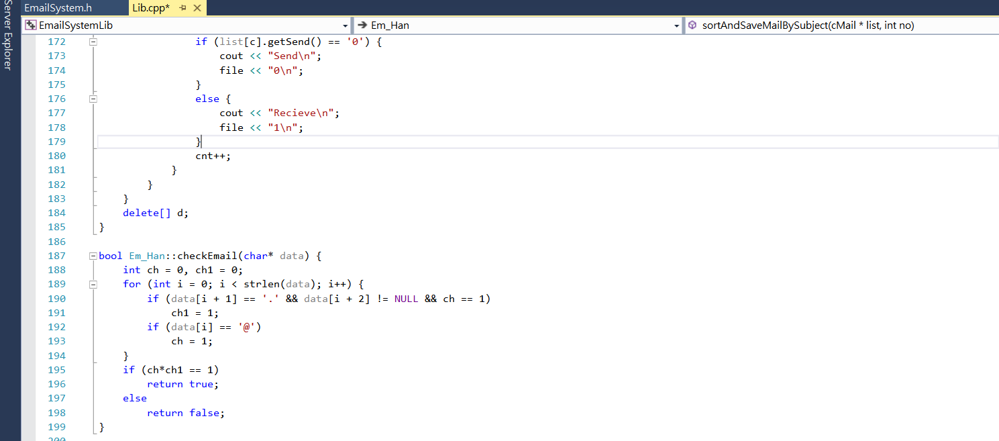 EmailSystem.h
Lib.cpp*
Server Explorer
EmailSystemLib
Em_Han
sortAndSaveMailBySubject(cMail * list, int no)
172 if (list[c].getSend() == '0') {
173 cout << "Send\n";
174 file << "0\n";
175 }
176 else {
177 cout << "Recieve\n";
178 file << "1\n";
179 }
180 cnt++;
181 }
182 }
183 }
184 delete[] d;
185 }
186
187 bool Em_Han::checkEmail(char* data) {
188 int ch = 0, ch1 = 0;
189 for (int i = 0; i < strlen(data); i++) {
190 if (data[i + 1] == '.' && data[i + 2] != NULL && ch == 1)
191 ch1 = 1;
192 if (data[i] == '@')
193 ch = 1;
194 }
195 if (ch*ch1 == 1)
196 return true;
197 else
198 return false;
199 }
200